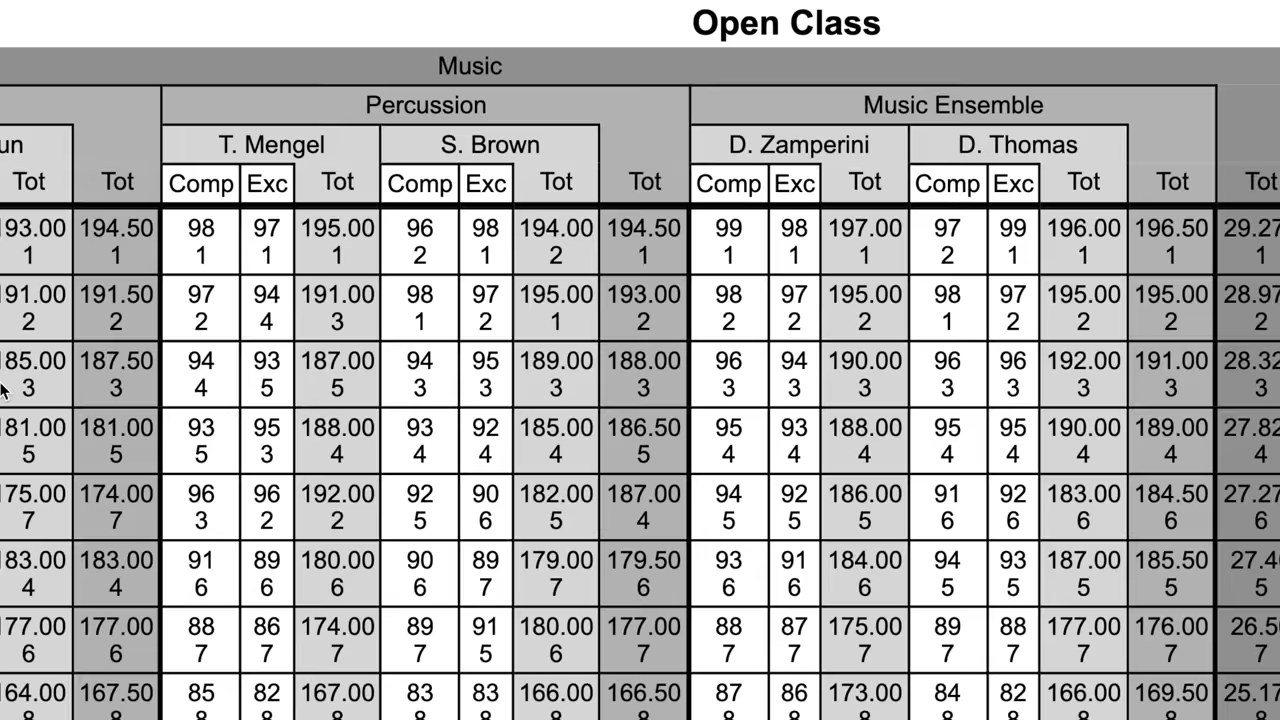 Open Class
Music
Percussion Music Ensemble
un T. Mengel S. Brown D. Zamperini D. Thomas
Tot Tot Comp Exc Tot Comp Exc Tot Tot Comp Exc Tot Comp Exc Tot Tot Tot
93.00 194.50 98 97 195.00 96 98 194.00 194.50 99 98 197.00 97 99 196.00 196.50 29.27
1 1 1 1 1 2 1 2 1 1 1 1 2 1 1 1 1
91.00 191.50 97 94 191.00 98 97 195.00 193.00 98 97 195.00 98 97 195.00 195.00 28.97
2 2 2 4 3 1 2 1 2 2 2 2 1 2 2 2 2
185.00 187.50 94 93 187.00 94 95 189.00 188.00 96 94 190.00 96 96 192.00 191.00 28.32
3 3 4 5 5 3 3 3 3 3 3 3 3 3 3 3 3
181.00 181.00 93 95 188.00 93 92 185.00 186.50 95 93 188.00 95 95 190.00 189.00 27.82
5 5 5 3 4 4 4 4 5 4 4 4 4 4 4 4 4
175.00 174.00 96 96 192.00 92 90 182.00 187.00 94 92 186.00 91 92 183.00 184.50 27.27
7 7 3 2 2 5 6 5 4 5 5 5 6 6 6 6 6
183.00 183.00 91 89 180.00 90 89 179.00 179.50 93 91 184.00 94 93 187.00 185.50 27.4
4 4 6 6 6 6 7 7 6 6 6 6 5 5 5 5 5
177.00 177.00 88 86 174.00 89 91 180.00 177.00 88 87 175.00 89 88 177.00 176.00 26.5
6 6 7 7 7 7 5 6 7 7 7 7 7 7 7 7 7
164.00 167.50 85 82 167.00 83 83 166.00 166.50 87 86 173.00 84 82 166.00 169.50 25.17